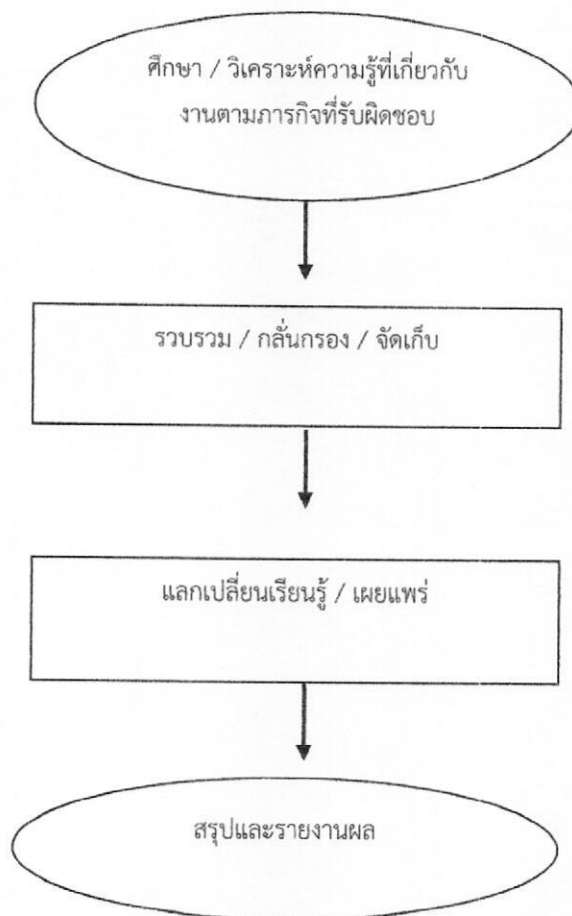 ศึกษา / วิเคราะห์ความรู้ที่เกี่ยวกับ
งานตามภารกิจที่รับผิดชอบ
รวบรวม / กลั่นกรอง / จัดเก็บ
แลกเปลี่ยนเรียนรู้ / เผยแพร่
สรุปและรายงานผล